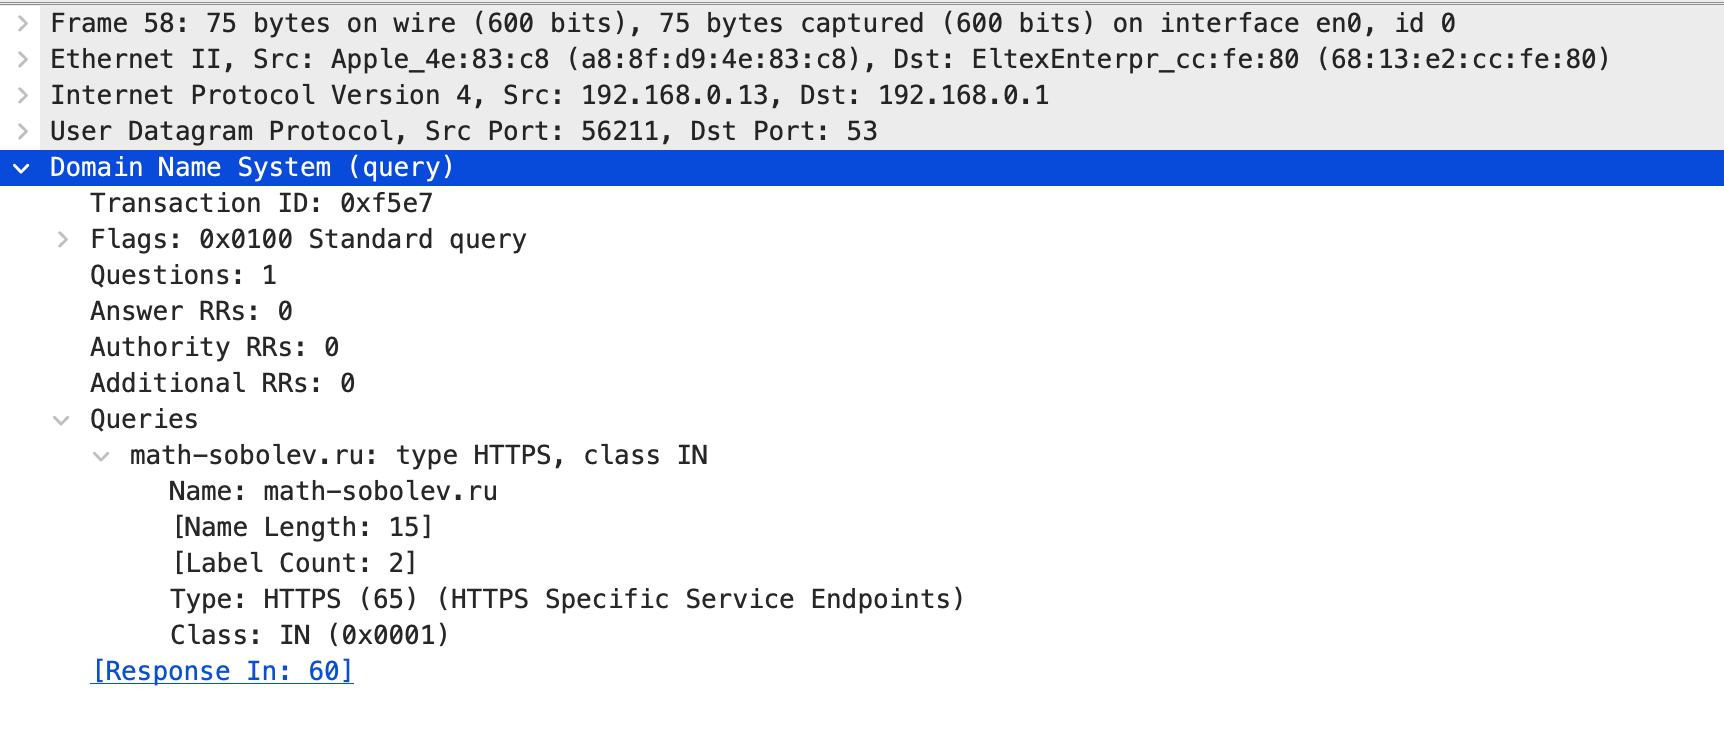 Frame 58: 75 bytes on wire (600 bits), 75 bytes captured (600 bits) on interface en0, id 0
Ethernet II, Src: Apple_4e:83:c8 (a8:8f:d9:4e:83:c8), Dst: EltexEnterpr_cc:fe:80 (68:13:e2:cc:fe:80)
Internet Protocol Version 4, Src: 192.168.0.13, Dst: 192.168.0.1
User Datagram Protocol, Src Port: 56211, Dst Port: 53
Domain Name System (query)
Transaction ID: 0xf5e7
Flags: 0x0100 Standard query
Questions: 1
Answer RRs: 0
Authority RRs: 0
Additional RRs: 0
Queries
math-sobolev.ru: type HTTPS, class IN
Name: math-sobolev.ru
[Name Length: 15]
[Label Count: 2]
Type: HTTPS (65) (HTTPS Specific Service Endpoints)
Class: IN (0x0001)
[Response In: 60]